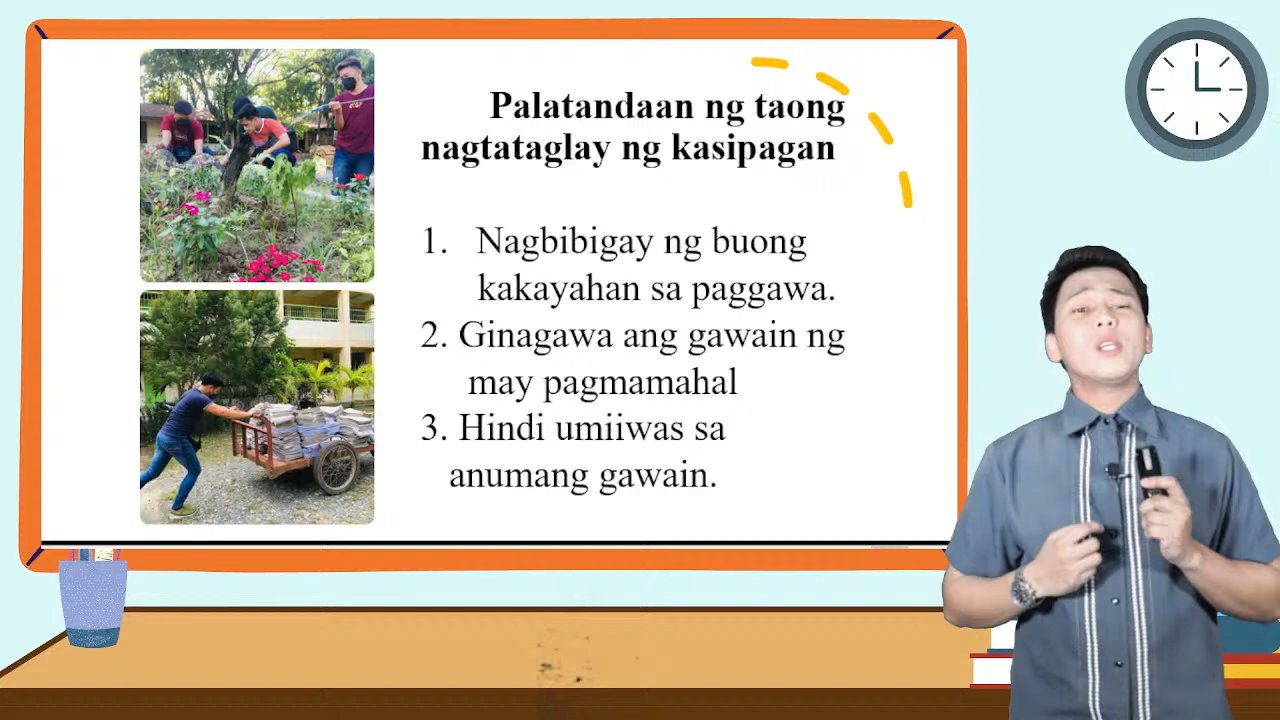 Palatandaan ng taong
nagtataglay ng kasipagan
1. Nagbibigay ng buong
kakayahan sa paggawa.
2. Ginagawa ang gawain ng
may pagmamahal
3. Hindi umiiwas sa
anumang gawain.